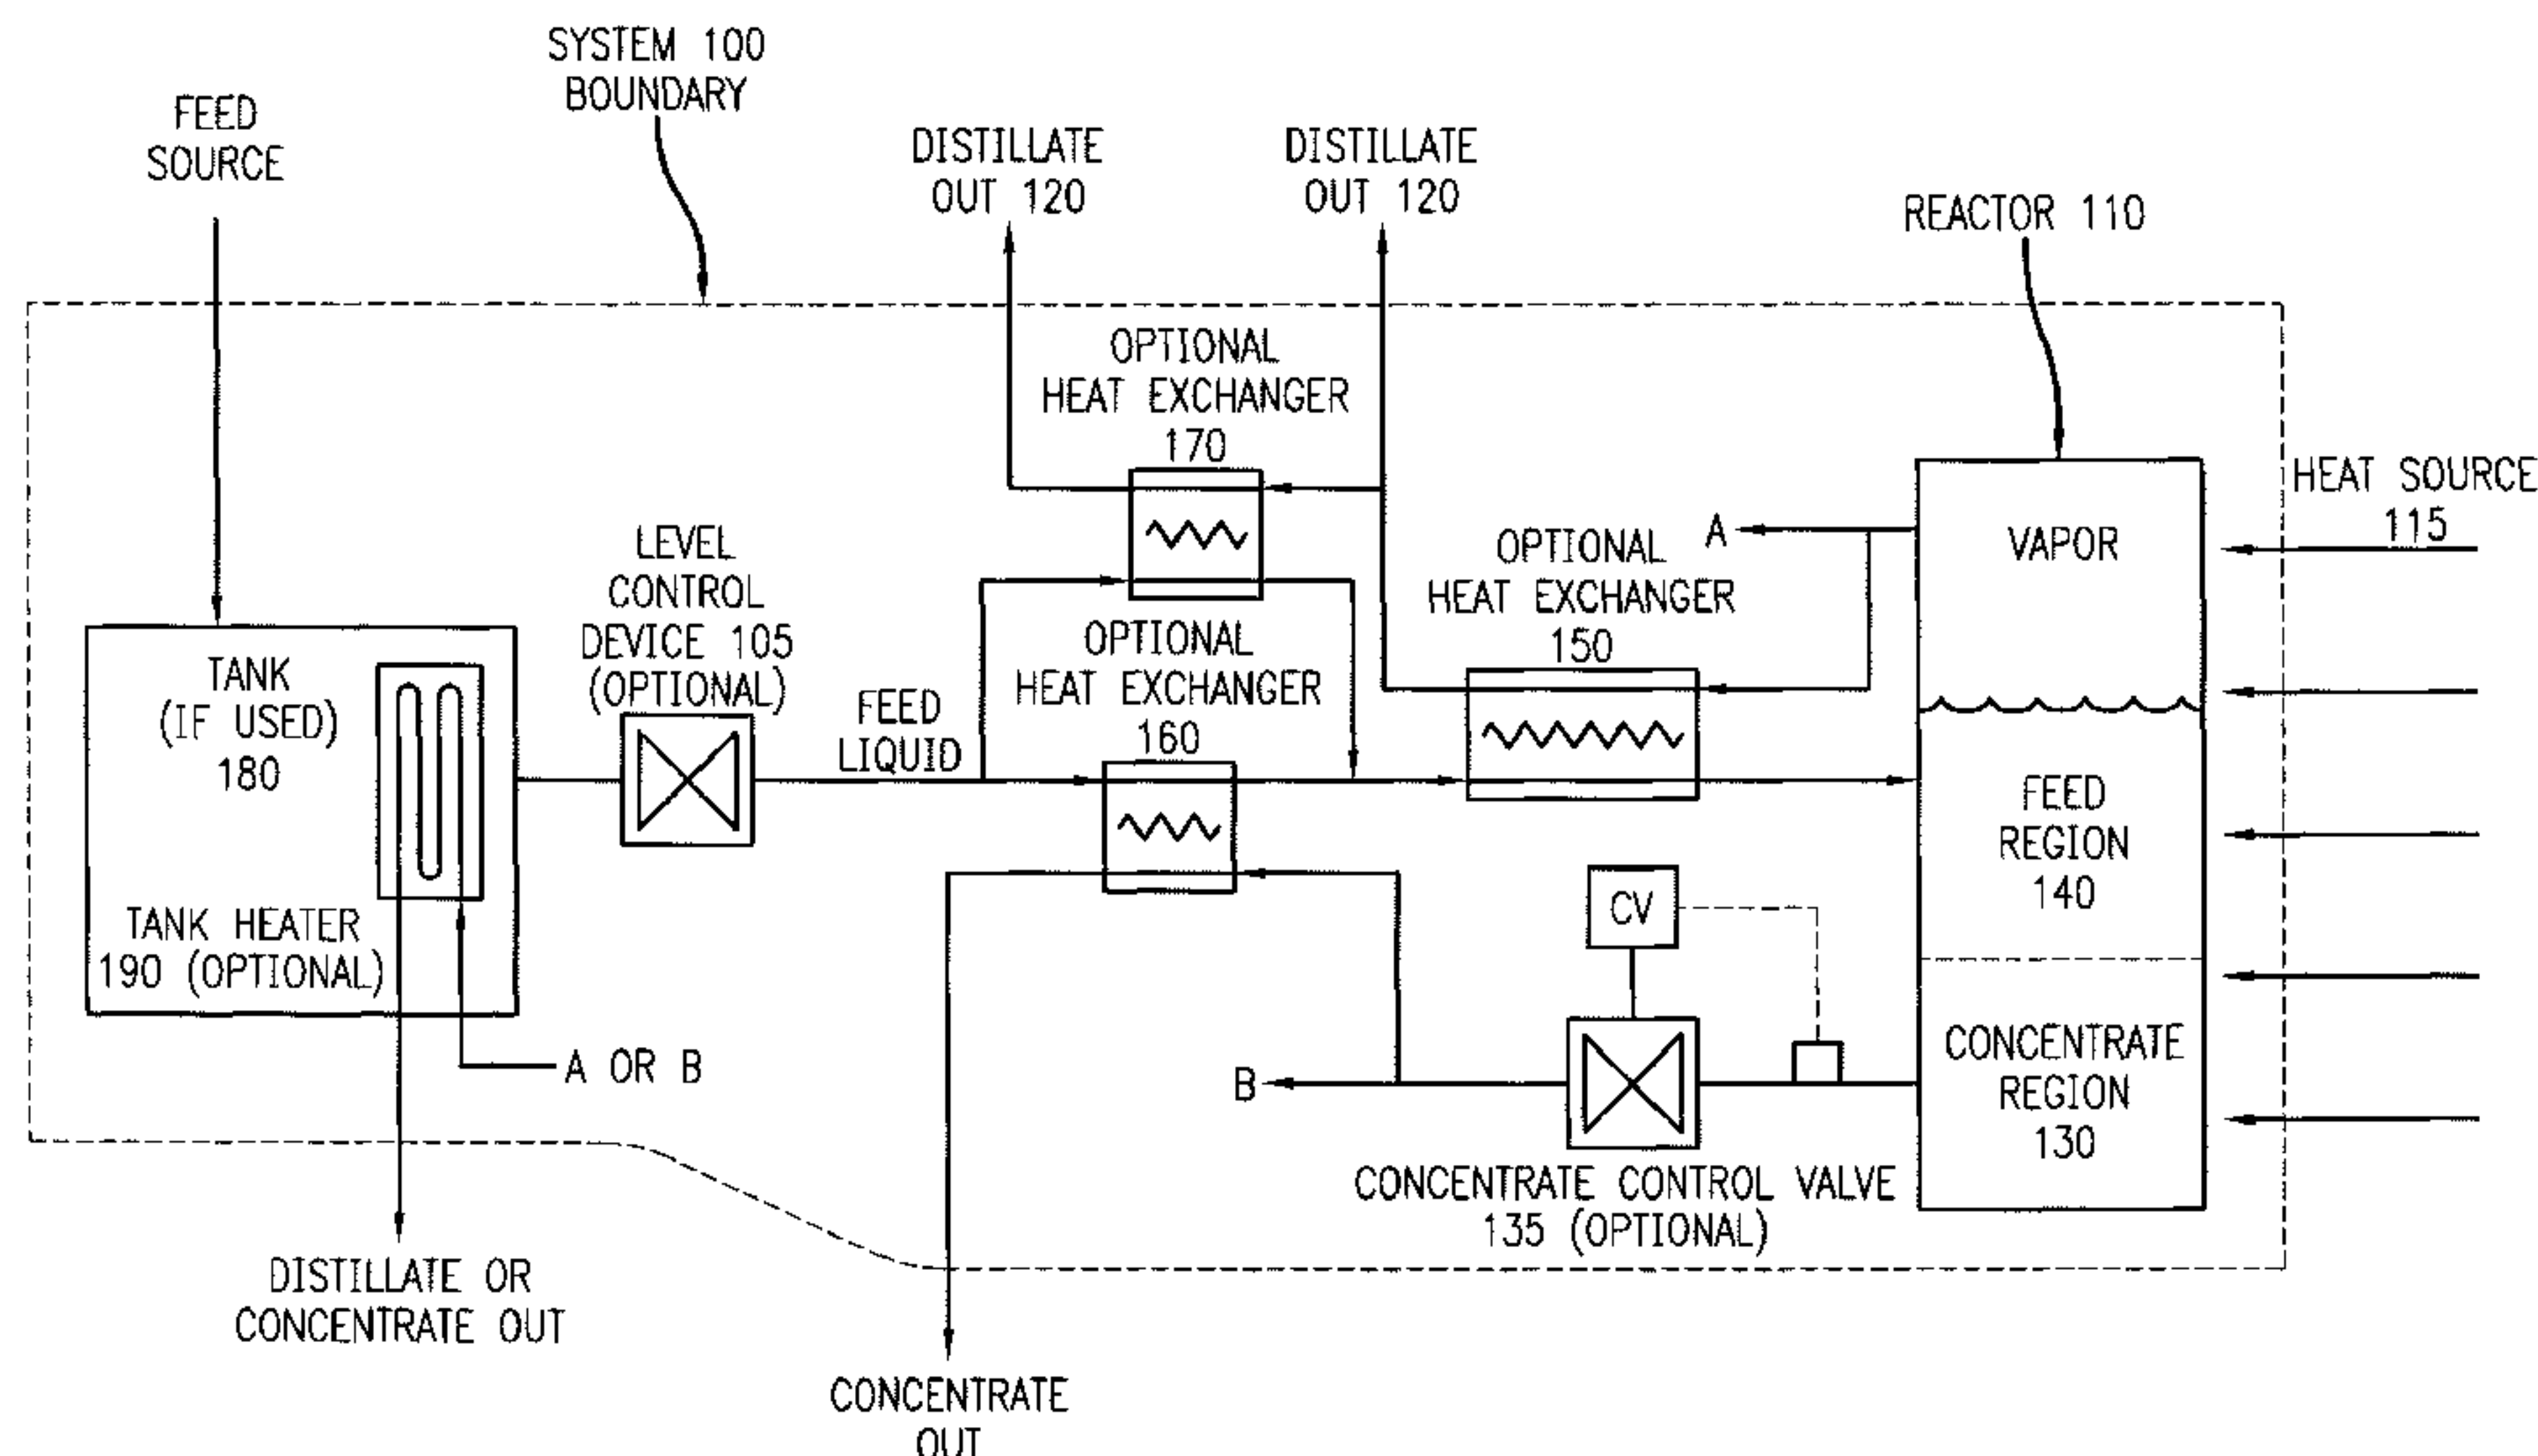 SYSTEM 100
BOUNDARY
FEED
SOURCE
DISTILLATE
OUT 120
DISTILLATE
OUT 120
REACTOR 110
OPTIONAL
HEAT EXCHANGER
170
HEAT SOURCE
115
LEVEL
CONTROL
DEVICE 105
(OPTIONAL)
A
VAPOR
OPTIONAL
HEAT EXCHANGER
150
OPTIONAL
HEAT EXCHANGER
160
TANK
(IF USED)
180
FEED
LIQUID
FEED
REGION
140
CV
TANK HEATER
190 (OPTIONAL)
A OR B
B
CONCENTRATE
REGION
130
CONCENTRATE CONTROL VALVE
135 (OPTIONAL)
DISTILLATE OR
CONCENTRATE OUT
CONCENTRATE
OUT